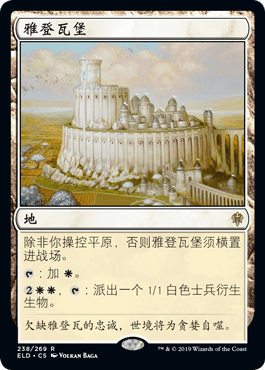 雅登瓦堡
地
除非你操控平原，否则雅登瓦堡须横置
进战场。
：加。
2，：派出一个 1/1 白色士兵衍生
生物。
欠缺雅登瓦的忠诚，世境将为贪婪自噬。
238/269 R
ELD • CS VOLKAN BAGA
™ & © 2019 Wizards of the Coast